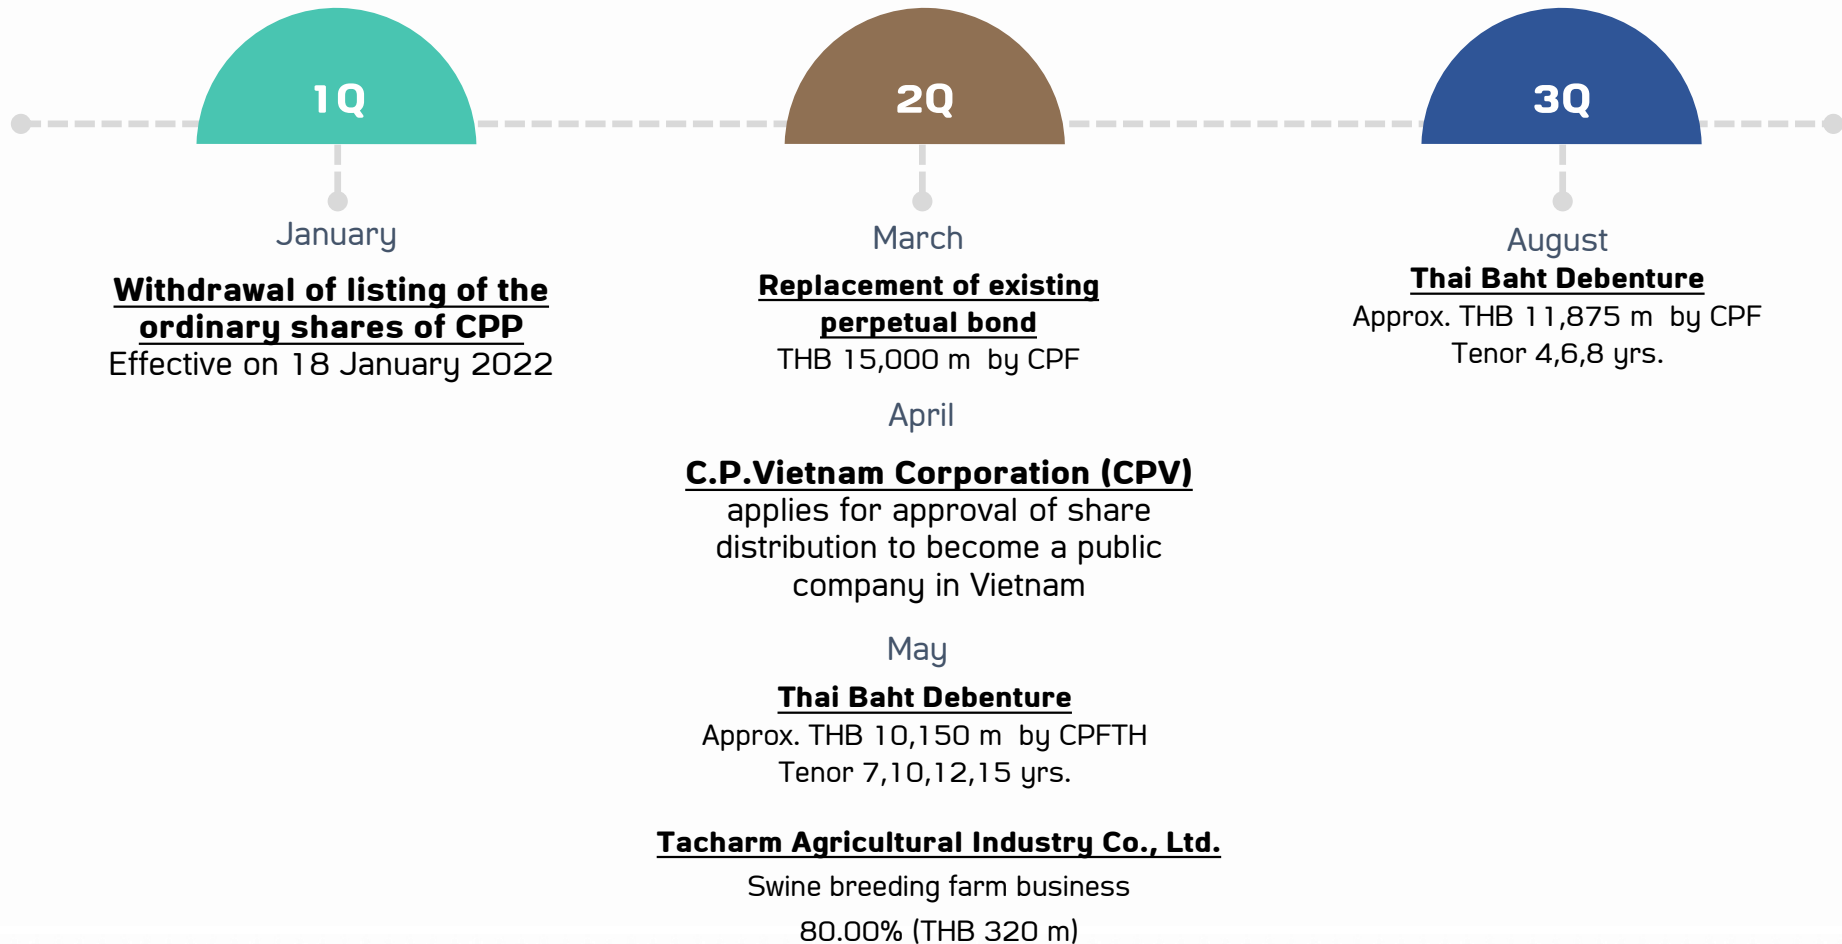 1Q
January
Withdrawal of listing of the
ordinary shares of CPP
Effective on 18 January 2022
2Q
March
Replacement of existing
perpetual bond
THB 15,000 m by CPF
April
C.P.Vietnam Corporation (CPV)
applies for approval of share
distribution to become a public
company in Vietnam
May
Thai Baht Debenture
Approx. THB 10,150 m by CPFTH
Tenor 7,10,12,15 yrs.
Tacharm Agricultural Industry Co., Ltd.
Swine breeding farm business
80.00% (THB 320 m)
3Q
August
Thai Baht Debenture
Approx. THB 11,875 m by CPF
Tenor 4,6,8 yrs.